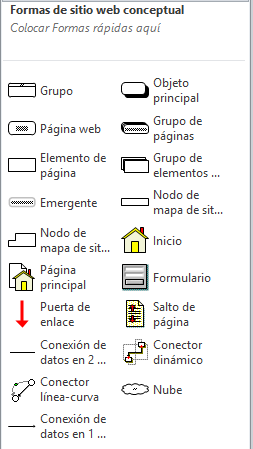 Formas de sitio web conceptual
Colocar Formas rápidas aquí
Grupo
Objeto
principal
Página web
Grupo de
páginas
Elemento de
página
Grupo de
elementos ...
Emergente
Nodo de
mapa de sit...
Nodo de
mapa de sit...
Inicio
Página
principal
Formulario
Puerta de
enlace
Salto de
página
Conexión de
datos en 2 ...
Conector
dinámico
Conector
línea-curva
Nube
Conexión de
datos en 1 ...